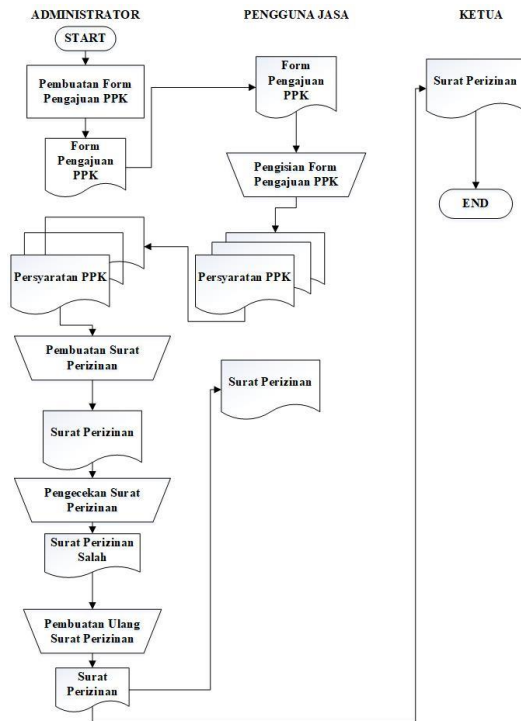 ADMINISTRATOR
START
Pembuatan Form
Pengajuan PPK
Form
Pengajuan
PPK
Persyaratan PPK
Pembuatan Surat
Perizinan
Surat Perizinan
Pengecekan Surat
Perizinan
Surat Perizinan
Salah
Pembuatan Ulang
Surat Perizinan
Surat
Perizinan
PENGGUNA JASA
Form
Pengajuan
PPK
Pengisian Form
Pengajuan PPK
Persyaratan PPK
Surat Perizinan
KETUA
Surat Perizinan
END